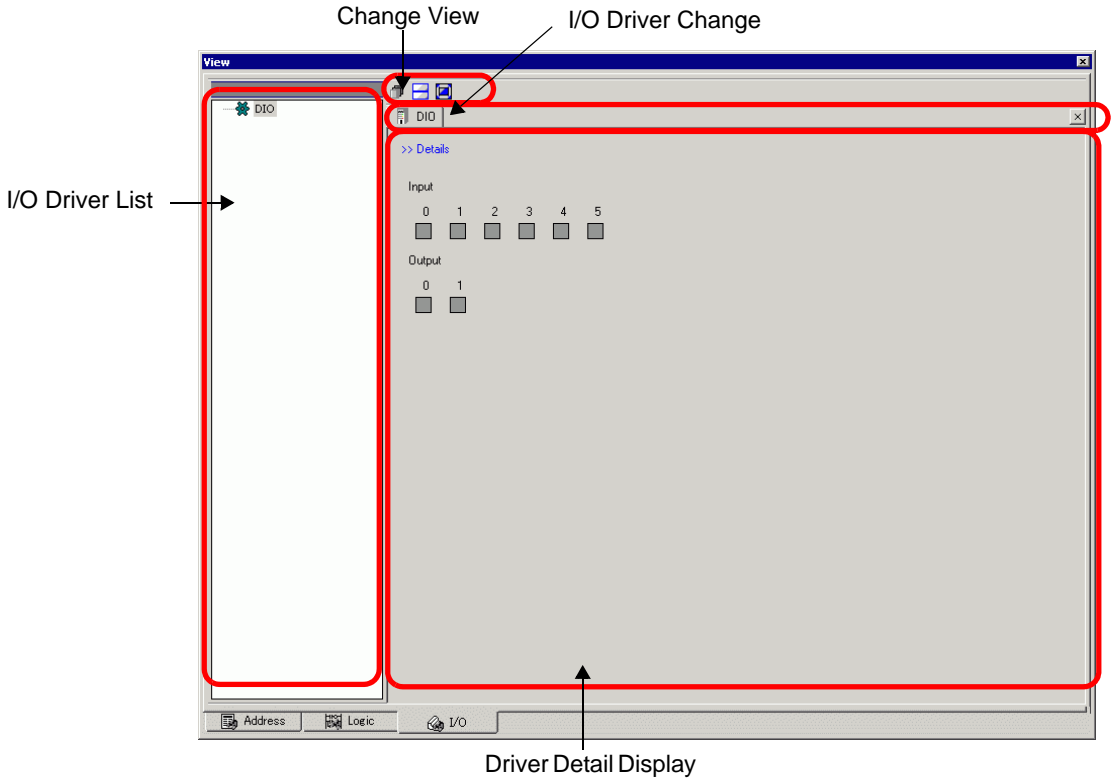 Change View
I/O Driver Change
View
DIO
DIO
>> Details
Input
0 1 2 3 4 5
I/O Driver List
Output
0 1
Address Logic I/O
Driver Detail Display